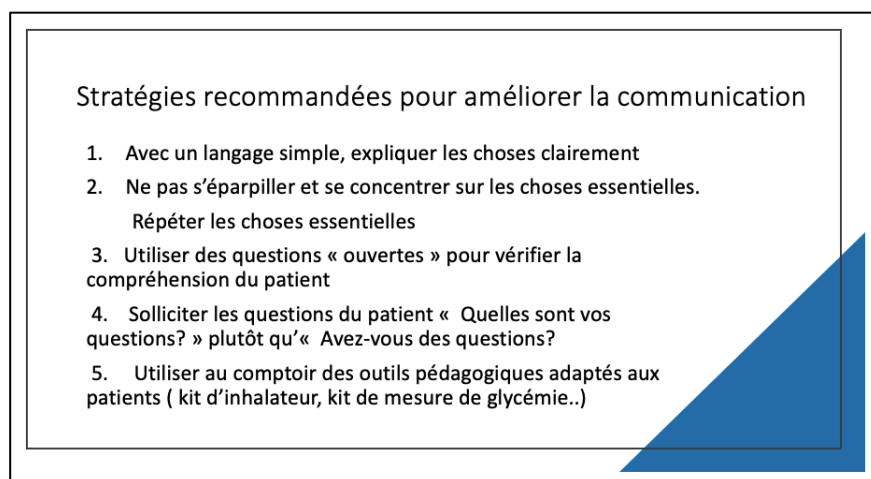 Stratégies recommandées pour améliorer la communication
1. Avec un langage simple, expliquer les choses clairement
2. Ne pas s’éparpiller et se concentrer sur les choses essentielles.
Répéter les choses essentielles
3. Utiliser des questions « ouvertes » pour vérifier la
compréhension du patient
4. Solliciter les questions du patient « Quelles sont vos
questions? » plutôt qu’« Avez-vous des questions?
5. Utiliser au comptoir des outils pédagogiques adaptés aux
patients ( kit d’inhalateur, kit de mesure de glycémie..)